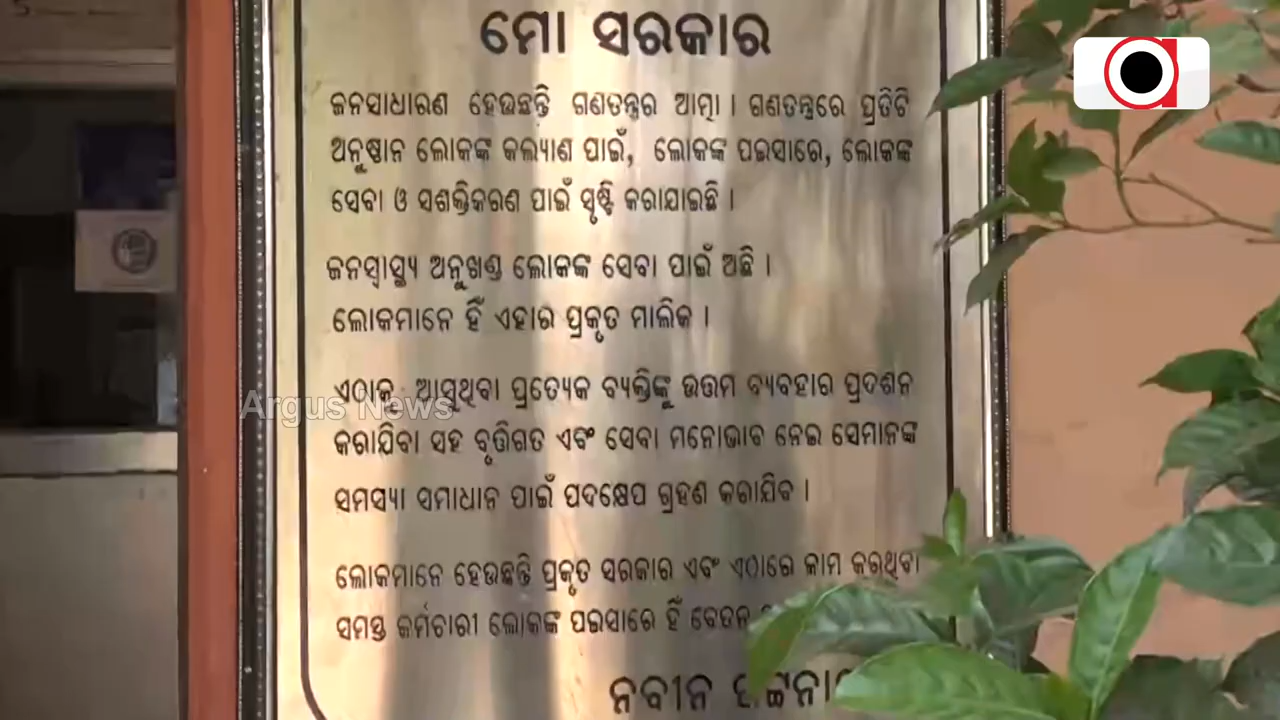 ମୋ ସରକାର
ଜନସାଧାରଣ ହେଉଛନ୍ତି ଗଣତନ୍ତ୍ରର ଆତ୍ମା । ଗଣତନ୍ତ୍ରରେ ପ୍ରତିଟି
ଅନୁଷ୍ଠାନ ଲୋକଙ୍କ କଲ୍ୟାଣ ପାଇଁ, ଲୋକଙ୍କ ପଇସାରେ, ଲୋକଙ୍କ
ସେବା ଓ ସଶକ୍ତିକରଣ ପାଇଁ ସୃଷ୍ଟି କରାଯାଇଛି ।
ଜନସ୍ୱାସ୍ଥ୍ୟ ଅନୁଖଣ୍ଡ ଲୋକଙ୍କ ସେବା ପାଇଁ ଅଛି ।
ଲୋକମାନେ ହିଁ ଏହାର ପ୍ରକୃତ ମାଲିକ ।
ଏଠାକୁ ଆସୁଥିବା ପ୍ରତ୍ୟେକ ବ୍ୟକ୍ତିଙ୍କୁ ଉତ୍ତମ ବ୍ୟବହାର ପ୍ରଦର୍ଶନ
Argus News
କରାଯିବା ସହ ବୃତ୍ତିଗତ ଏବଂ ସେବା ମନୋଭାବ ନେଇ ସେମାନଙ୍କ
ସମସ୍ୟା ସମାଧାନ ପାଇଁ ପଦକ୍ଷେପ ଗ୍ରହଣ କରାଯିବ ।
ଲୋକମାନେ ହେଉଛନ୍ତି ପ୍ରକୃତ ସରକାର ଏବଂ ଏଠାରେ କାମ କରୁଥିବା
ସମସ୍ତ କର୍ମଚାରୀ ଲୋକଙ୍କ ପଇସାରେ ହିଁ ବେତନ
ନବୀନ